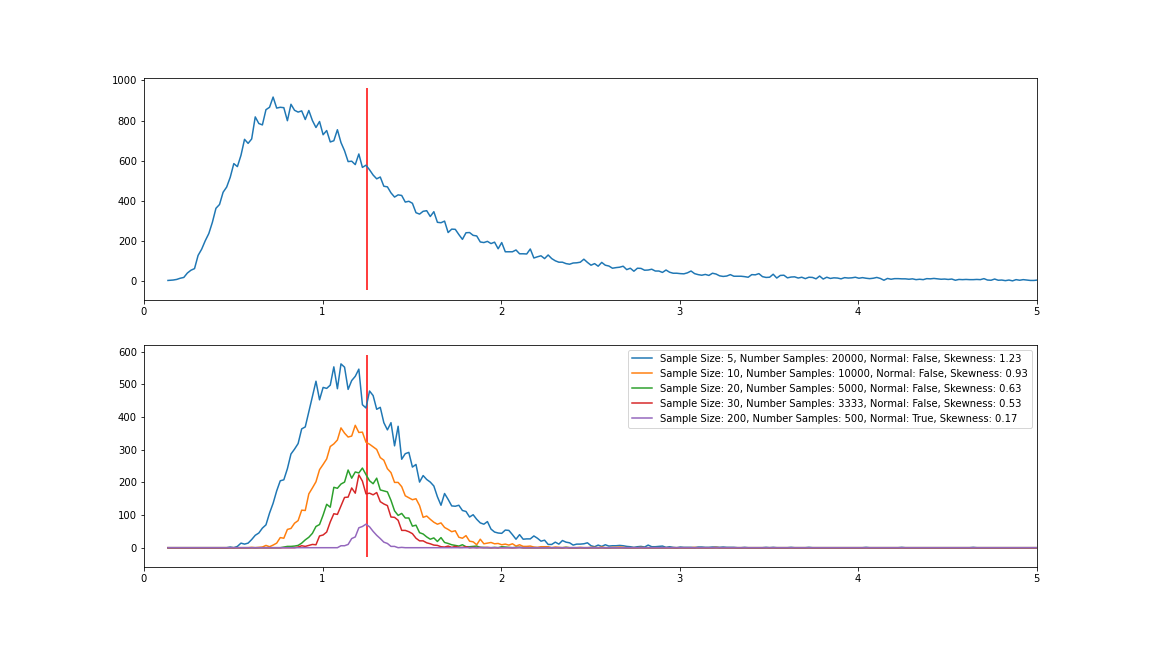 1000
800
600
400
200
0
0 1 2 3 4 5
600
500
400
300
200
100
0
Sample Size: 5, Number Samples: 20000, Normal: False, Skewness: 1.23
Sample Size: 10, Number Samples: 10000, Normal: False, Skewness: 0.93
Sample Size: 20, Number Samples: 5000, Normal: False, Skewness: 0.63
Sample Size: 30, Number Samples: 3333, Normal: False, Skewness: 0.53
Sample Size: 200, Number Samples: 500, Normal: True, Skewness: 0.17
0 1 2 3 4 5